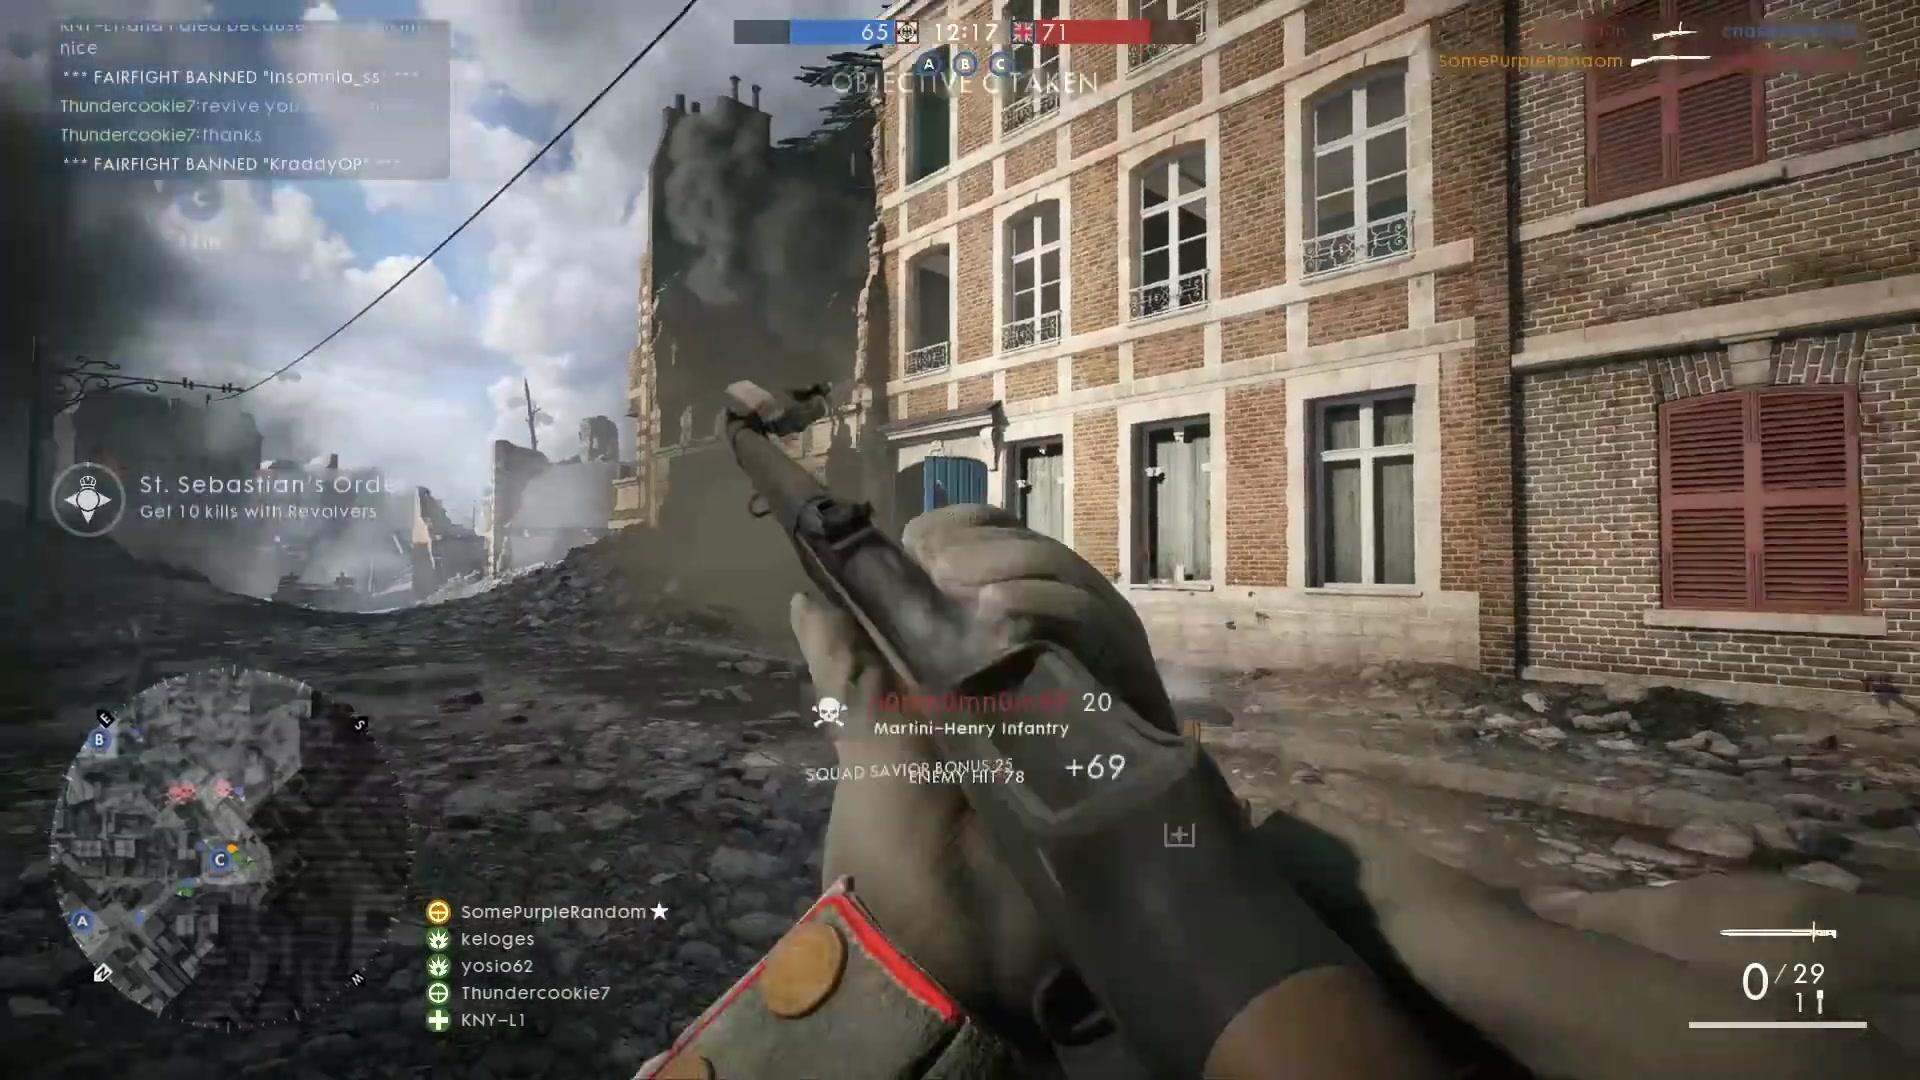 nice
*** FAIRFIGHT BANNED "Insomnia_ss" ***
Thundercookie7:revive you
Thundercookie7:thanks
*** FAIRFIGHT BANNED "KraddyOP" ***
65 12:17 71
A B C
OBJECTIVE C TAKEN
SomePurpleRandom
C
St. Sebastian's Orde
Get 10 kills with Revolvers
20
Martini-Henry Infantry
SQUAD SAVIOR BONUS 25
ENEMY HIT 78
+69
E
S
B
C
A
N
W
SomePurpleRandom
keloges
yosio62
Thundercookie7
KNY-L1
0/29
1